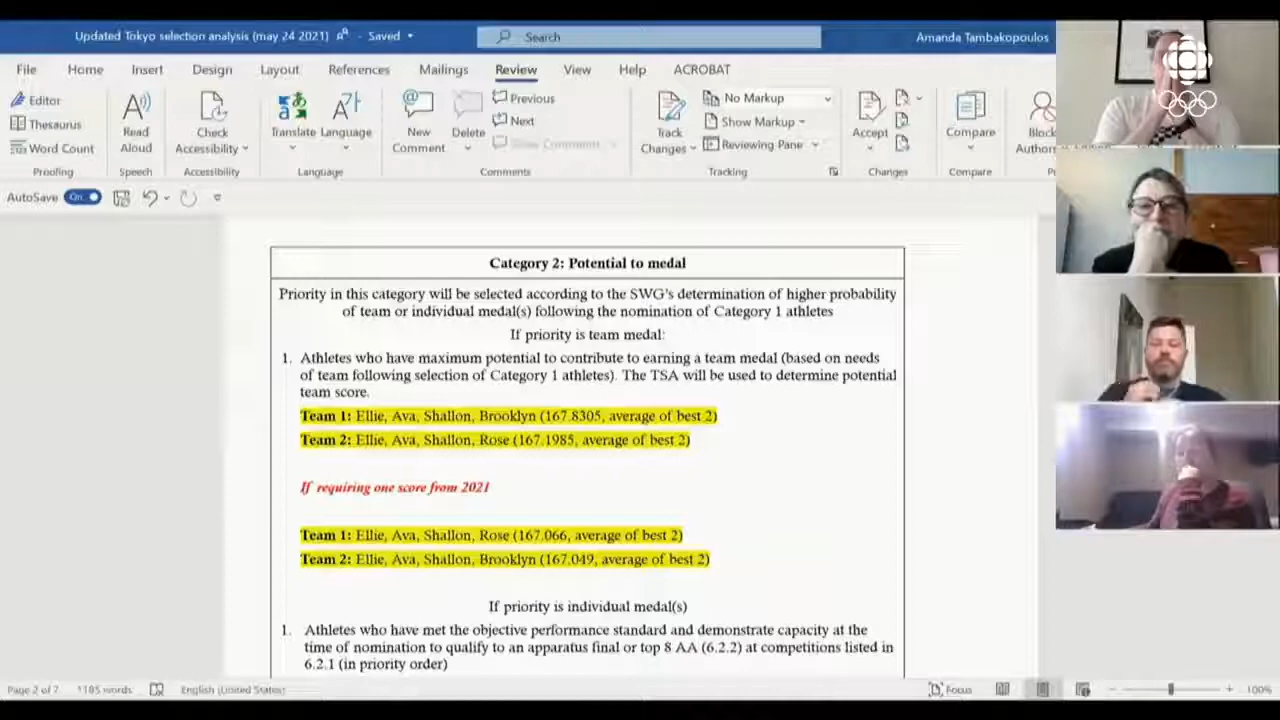 Updated Tokyo selection analysis (may 24 2021) - Saved
Search
Amanda Tambakopoulos
File Home Insert Design Layout References Mailings Review View Help ACROBAT
Editor
Thesaurus
Word Count
Proofing
Read Aloud
Speech
Check Accessibility
Accessibility
Translate Language
Language
New Comment
Delete
Previous
Next
Show Comments
Comments
Track Changes
No Markup
Show Markup
Reviewing Pane
Tracking
Accept
Changes
Compare
Compare
Block
AutoSave On
Category 2: Potential to medal
Priority in this category will be selected according to the SWG's determination of higher probability
of team or individual medal(s) following the nomination of Category 1 athletes
If priority is team medal:
1. Athletes who have maximum potential to contribute to earning a team medal (based on needs
of team following selection of Category 1 athletes). The TSA will be used to determine potential
team score.
Team 1: Ellie, Ava, Shallon, Brooklyn (167.8305, average of best 2)
Team 2: Ellie, Ava, Shallon, Rose (167.1985, average of best 2)
If requiring one score from 2021
Team 1: Ellie, Ava, Shallon, Rose (167.066, average of best 2)
Team 2: Ellie, Ava, Shallon, Brooklyn (167.049, average of best 2)
If priority is individual medal(s)
1. Athletes who have met the objective performance standard and demonstrate capacity at the
time of nomination to qualify to an apparatus final or top 8 AA (6.2.2) at competitions listed in
6.2.1 (in priority order)
Page 2 of 7 1185 words English (United States) Focus 100%